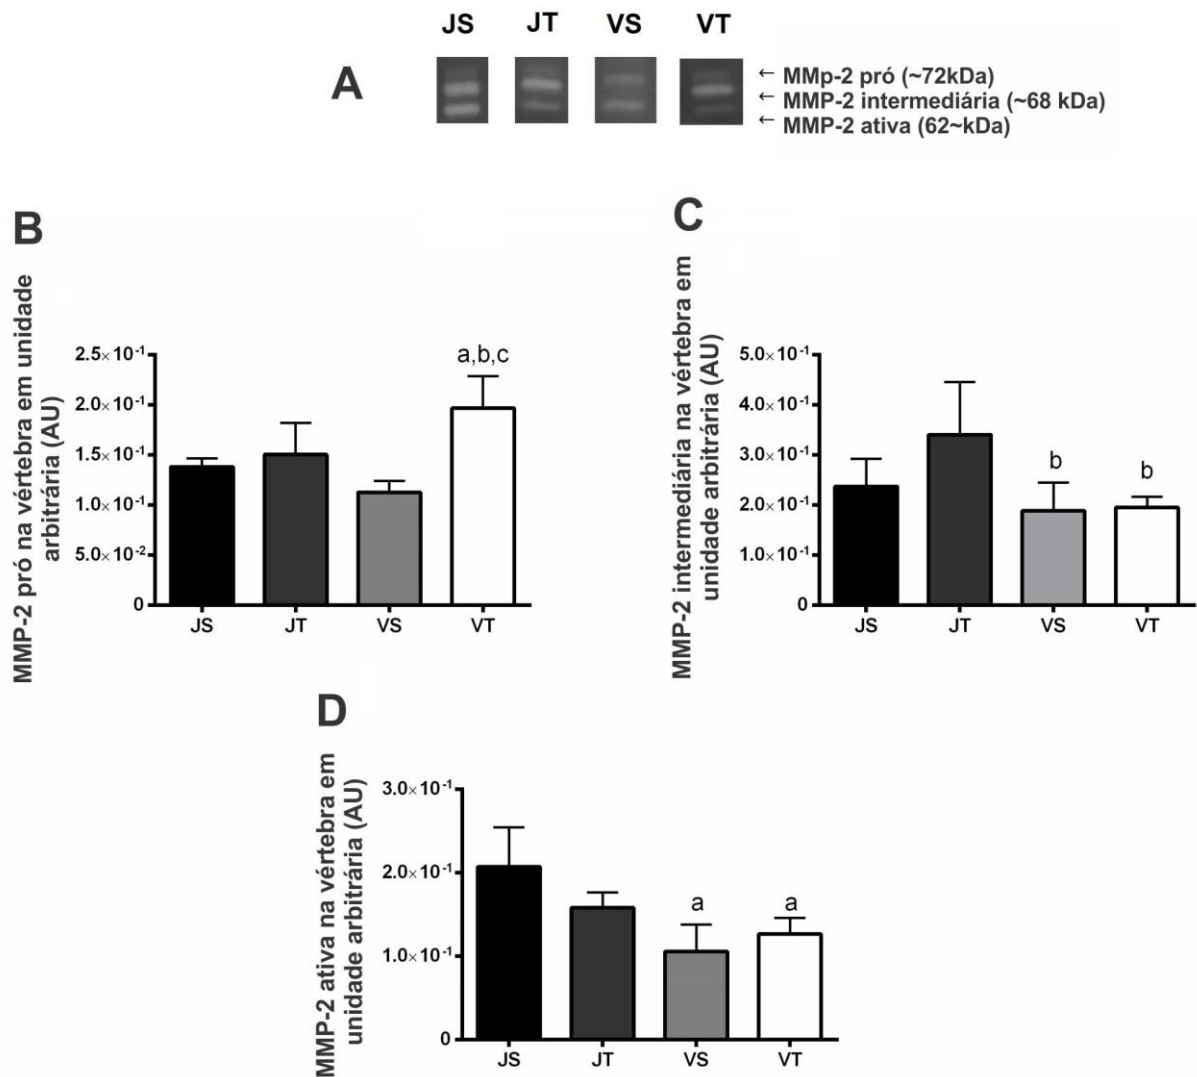 JS JT VS VT
A
← MMp-2 pró (~72kDa)
← MMP-2 intermediária (~68 kDa)
← MMP-2 ativa (62~kDa)
B
MMP-2 pró na vértebra em unidade
arbitrária (AU)
2.5×10⁻¹
2.0×10⁻¹
1.5×10⁻¹
1.0×10⁻¹
5.0×10⁻²
0
a,b,c
JS JT VS VT
C
MMP-2 intermediária na vértebra em
unidade arbitrária (AU)
5.0×10⁻¹
4.0×10⁻¹
3.0×10⁻¹
2.0×10⁻¹
1.0×10⁻¹
0
b b
JS JT VS VT
D
MMP-2 ativa na vértebra em
unidade arbitrária (AU)
3.0×10⁻¹
2.0×10⁻¹
1.0×10⁻¹
0
a a
JS JT VS VT